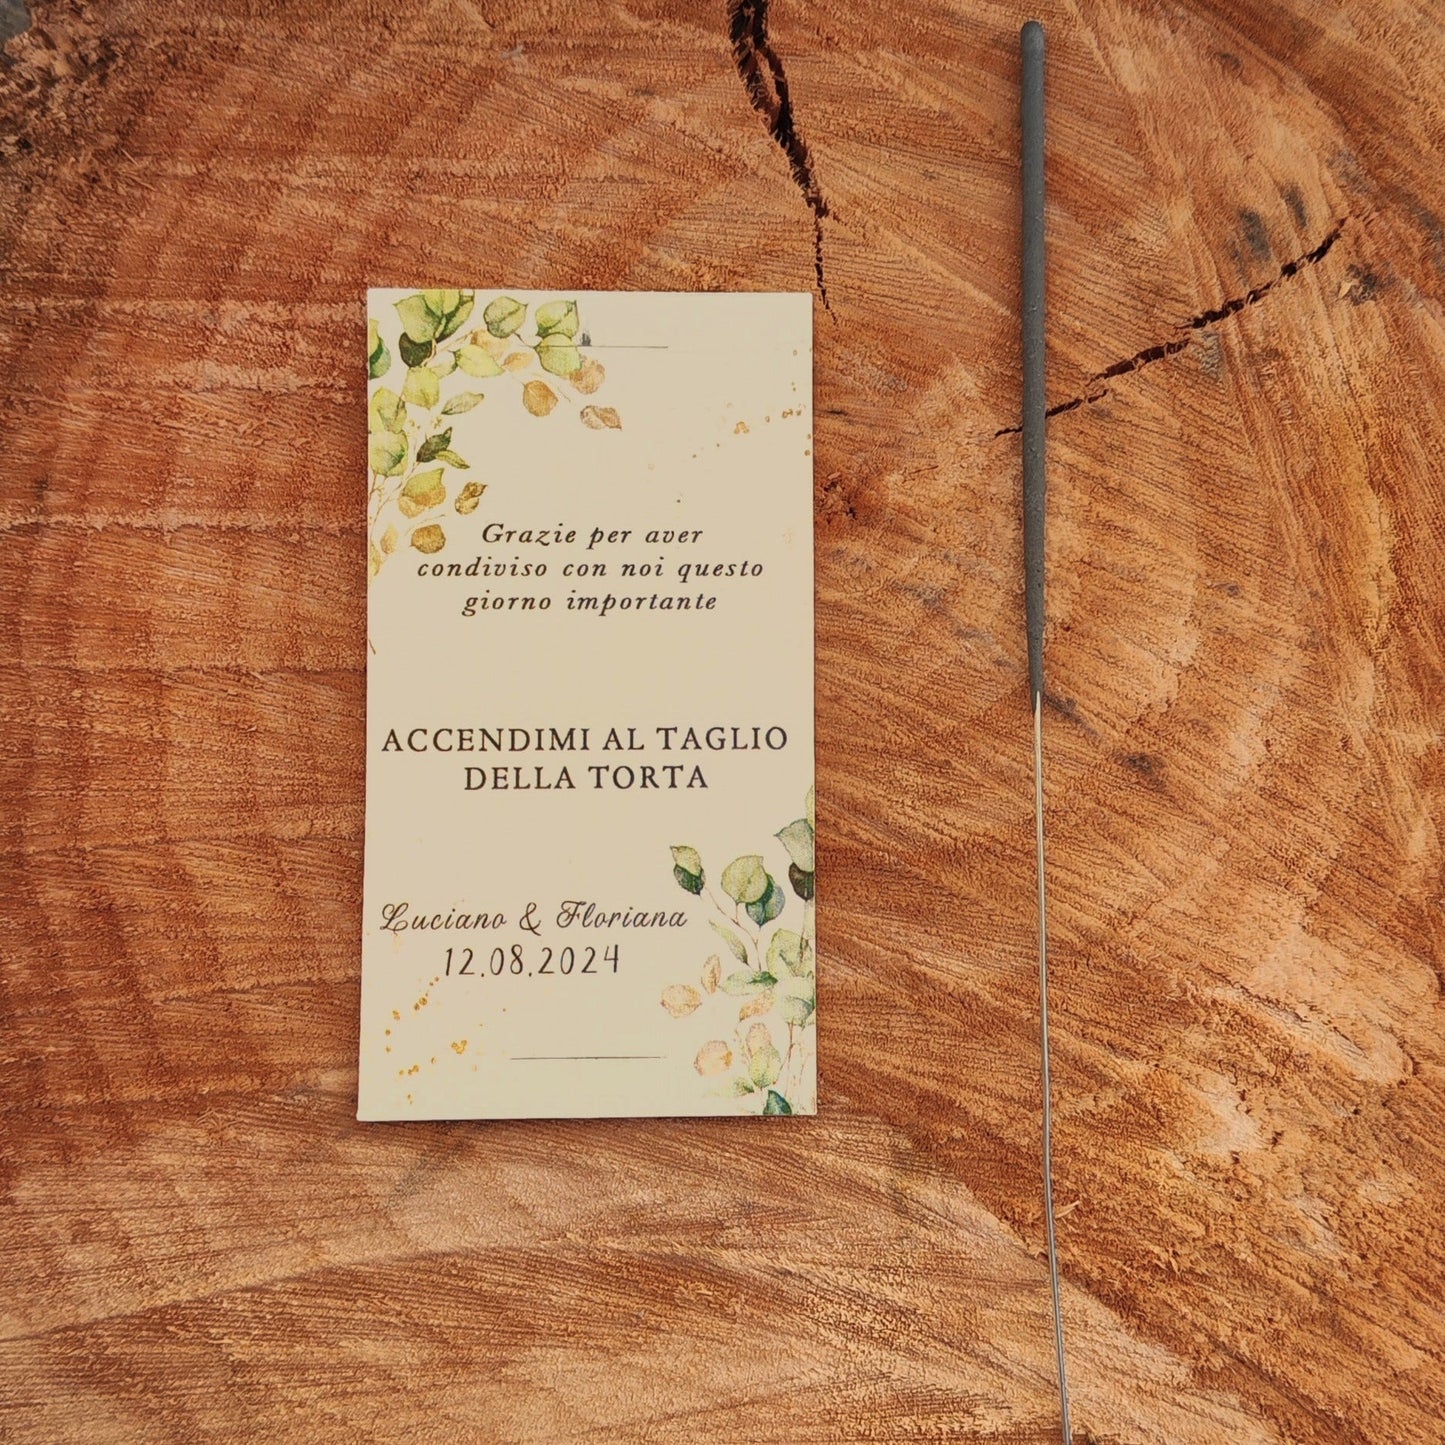 Grazie per aver
condiviso con noi questo
giorno importante
ACCENDIMI AL TAGLIO
DELLA TORTA
Luciano & Floriana
12.08.2024